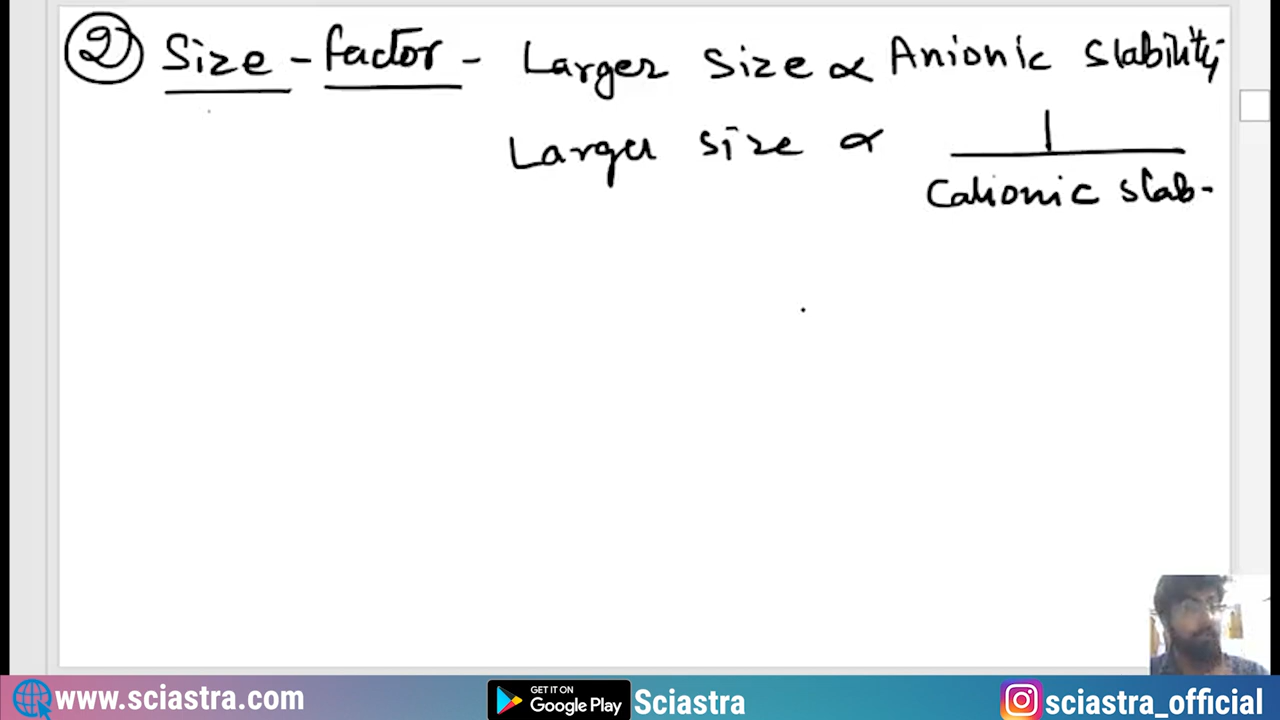 2 Size - factor - Larger size ∝ Anionic stability
Larger size ∝ 1
Cationic stab-
www.sciastra.com
GET IT ON
Google Play
Sciastra
sciastra_official